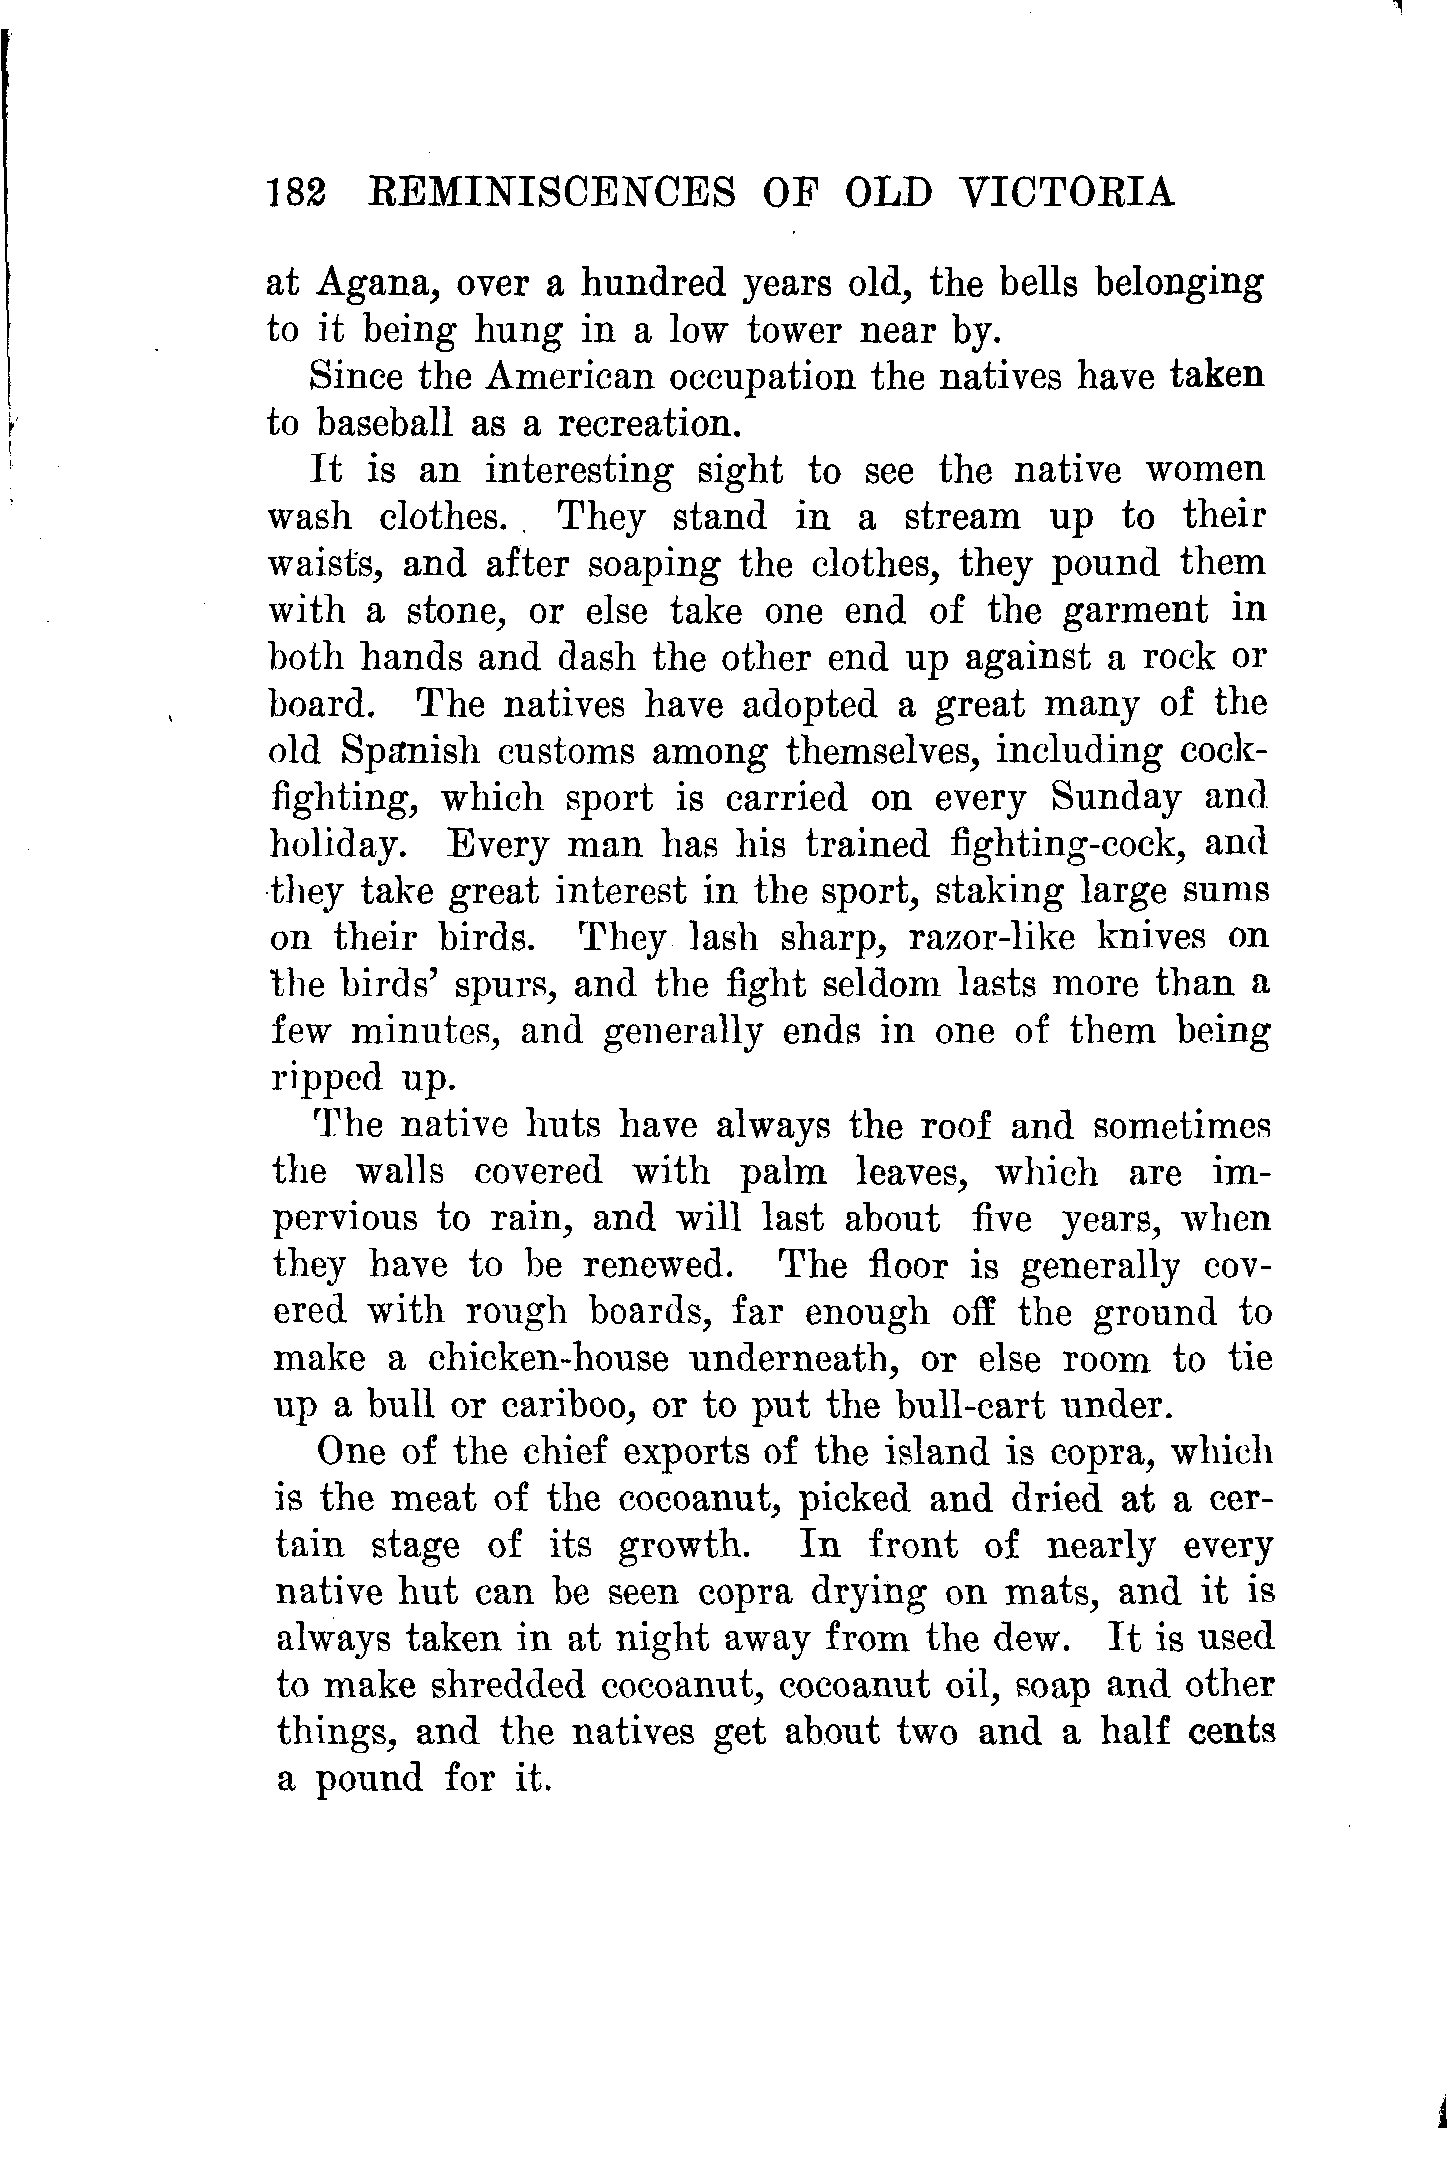 182 REMINISCENCES OF OLD VICTORIA
at Agana, over a hundred years old, the bells belonging
to it being hung in a low tower near by.
Since the American occupation the natives have taken
to baseball as a recreation.
It is an interesting sight to see the native women
wash clothes. They stand in a stream up to their
waists, and after soaping the clothes, they pound them
with a stone, or else take one end of the garment in
both hands and dash the other end up against a rock or
board. The natives have adopted a great many of the
old Spanish customs among themselves, including cock-
fighting, which sport is carried on every Sunday and
holiday. Every man has his trained fighting-cock, and
they take great interest in the sport, staking large sums
on their birds. They lash sharp, razor-like knives on
the birds' spurs, and the fight seldom lasts more than a
few minutes, and generally ends in one of them being
ripped up.
The native huts have always the roof and sometimes
the walls covered with palm leaves, which are im-
pervious to rain, and will last about five years, when
they have to be renewed. The floor is generally cov-
ered with rough boards, far enough off the ground to
make a chicken-house underneath, or else room to tie
up a bull or cariboo, or to put the bull-cart under.
One of the chief exports of the island is copra, which
is the meat of the cocoanut, picked and dried at a cer-
tain stage of its growth. In front of nearly every
native hut can be seen copra drying on mats, and it is
always taken in at night away from the dew. It is used
to make shredded cocoanut, cocoanut oil, soap and other
things, and the natives get about two and a half cents
a pound for it.